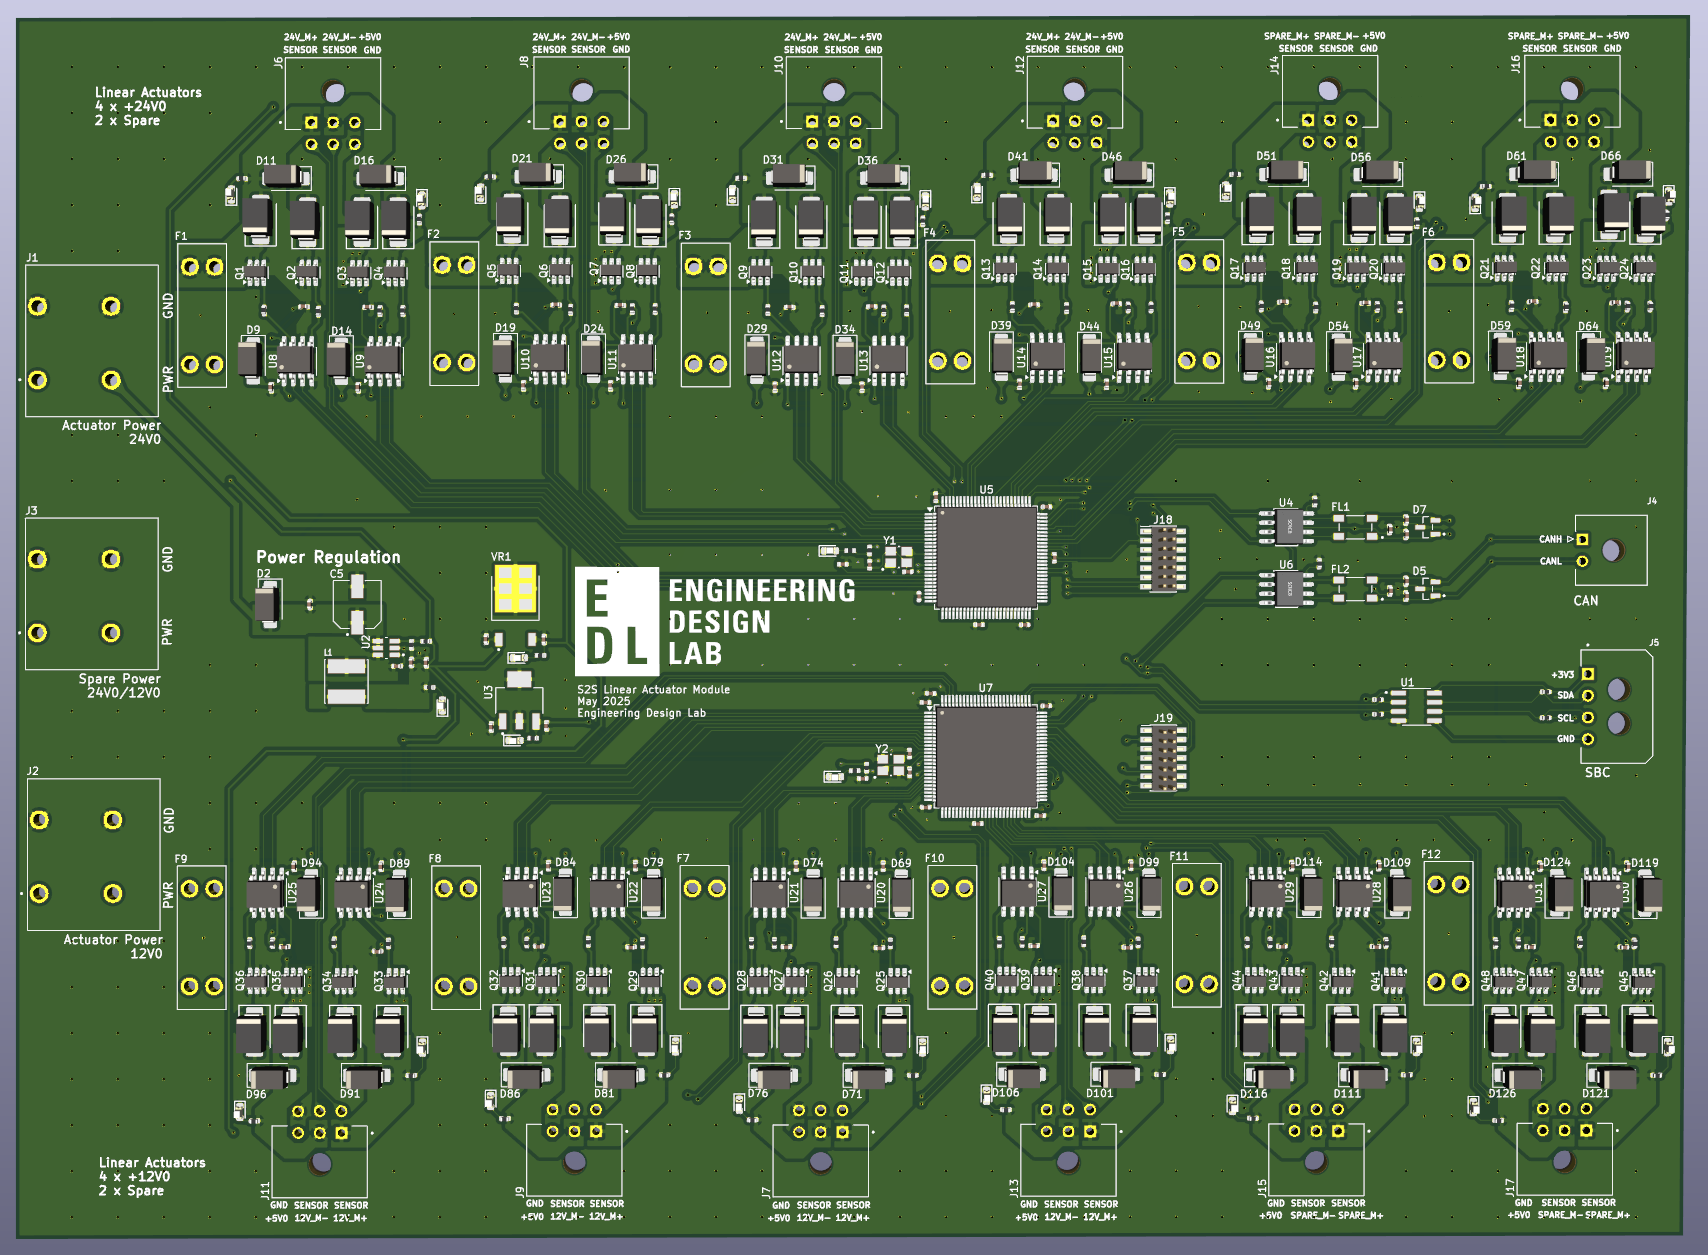 24V_M+ 24V_M- +5V0
SENSOR SENSOR GND
J6
24V_M+ 24V_M- +5V0
SENSOR SENSOR GND
J8
24V_M+ 24V_M- +5V0
SENSOR SENSOR GND
J10
24V_M+ 24V_M- +5V0
SENSOR SENSOR GND
J12
SPARE_M+ SPARE_M- +5V0
SENSOR SENSOR GND
J14
SPARE_M+ SPARE_M- +5V0
SENSOR SENSOR GND
J16
Linear Actuators
4 x +24V0
2 x Spare
D11 D16 D21 D26 D31 D36 D41 D46 D51 D56 D61 D66
F1 F2 F3 F4 F5 F6
Q1 Q2 Q3 Q4 Q5 Q6 Q7 Q8 Q9 Q10 Q11 Q12 Q13 Q14 Q15 Q16 Q17 Q18 Q19 Q20 Q21 Q22 Q23 Q24
J1
GND
PWR
Actuator Power
24V0
D9 D14 D19 D24 D29 D34 D39 D44 D49 D54 D59 D64
U8 U9 U10 U11 U12 U13 U14 U15 U16 U17 U18 U19
J3
GND
PWR
Spare Power
24V0/12V0
Power Regulation
D2 C5 VR1
U2
L1
U3
E
D L
ENGINEERING
DESIGN
LAB
S2S Linear Actuator Module
May 2025
Engineering Design Lab
U5
Y1
J18
U4 FL1 D7
U6 FL2 D5
J4
CANH
CANL
CAN
U7
Y2
J19
U1
J5
+3V3
SDA
SCL
GND
SBC
J2
GND
PWR
Actuator Power
12V0
F9 F8 F7 F10 F11 F12
D94 D89 D84 D79 D74 D69 D104 D99 D114 D109 D124 D119
U25 U24 U23 U22 U21 U20 U27 U26 U29 U28 U31 U30
Q36 Q35 Q34 Q33 Q32 Q31 Q30 Q29 Q28 Q27 Q26 Q25 Q40 Q39 Q38 Q37 Q44 Q43 Q42 Q41 Q48 Q47 Q46 Q45
D96 D91 D86 D81 D76 D71 D106 D101 D116 D111 D126 D121
Linear Actuators
4 x +12V0
2 x Spare
J11
GND SENSOR SENSOR
+5V0 12V_M- 12V_M+
J9
GND SENSOR SENSOR
+5V0 12V_M- 12V_M+
J7
GND SENSOR SENSOR
+5V0 12V_M- 12V_M+
J13
GND SENSOR SENSOR
+5V0 12V_M- 12V_M+
J15
GND SENSOR SENSOR
+5V0 SPARE_M- SPARE_M+
J17
GND SENSOR SENSOR
+5V0 SPARE_M- SPARE_M+